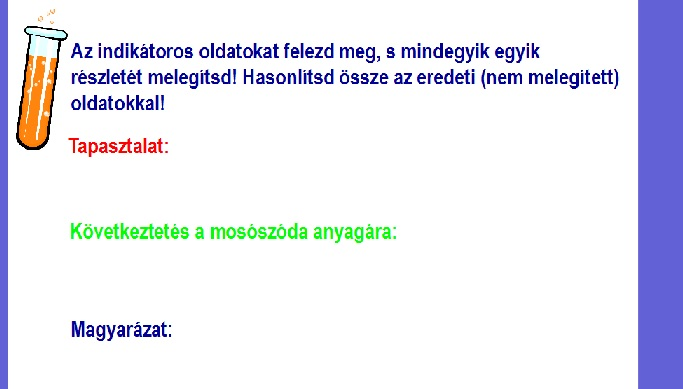 Az indikátoros oldatokat felezd meg, s mindegyik egyik
részletét melegítsd! Hasonlítsd össze az eredeti (nem melegített)
oldatokkal!
Tapasztalat:
Következtetés a mosószóda anyagára:
Magyarázat: